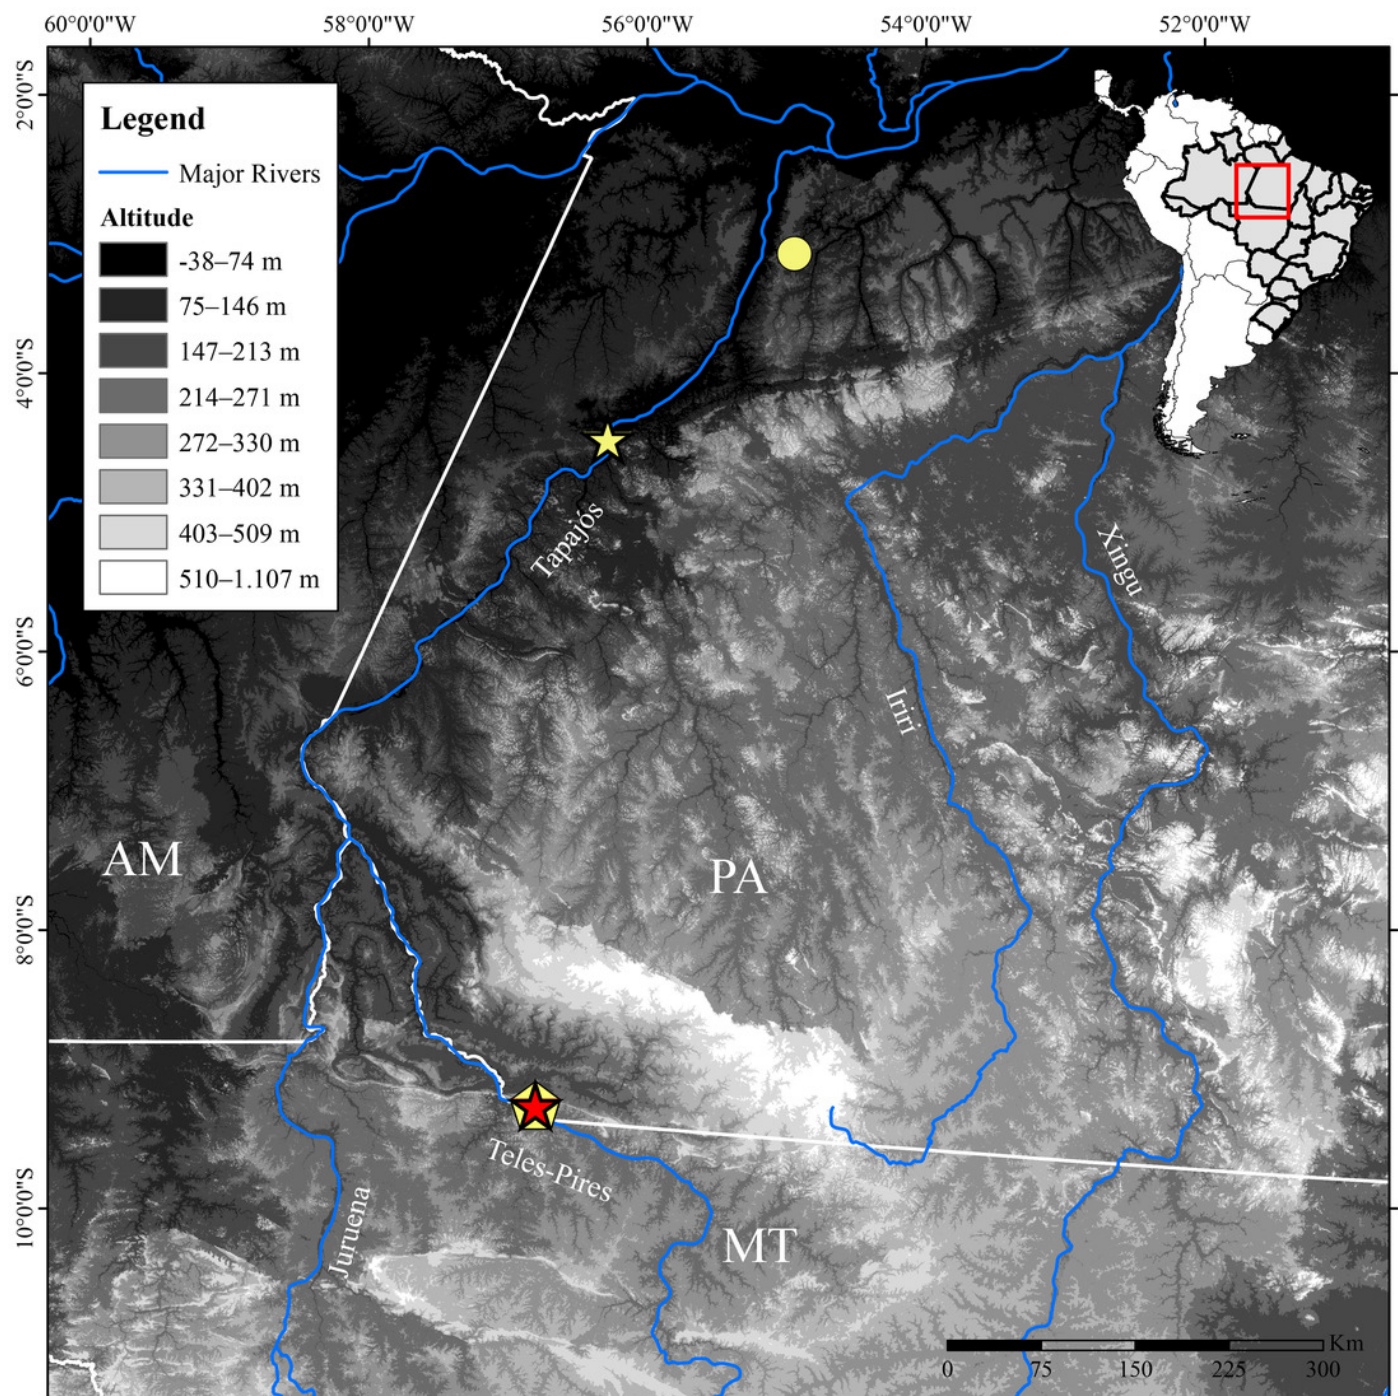 60°0'0"W 58°0'0"W 56°0'0"W 54°0'0"W 52°0'0"W
2°0'0"S
4°0'0"S
6°0'0"S
8°0'0"S
10°0'0"S
Legend
Major Rivers
Altitude
-38–74 m
75–146 m
147–213 m
214–271 m
272–330 m
331–402 m
403–509 m
510–1.107 m
Tapajós
Xingu
Iriri
AM
PA
Teles-Pires
Juruena
MT
Km
0 75 150 225 300